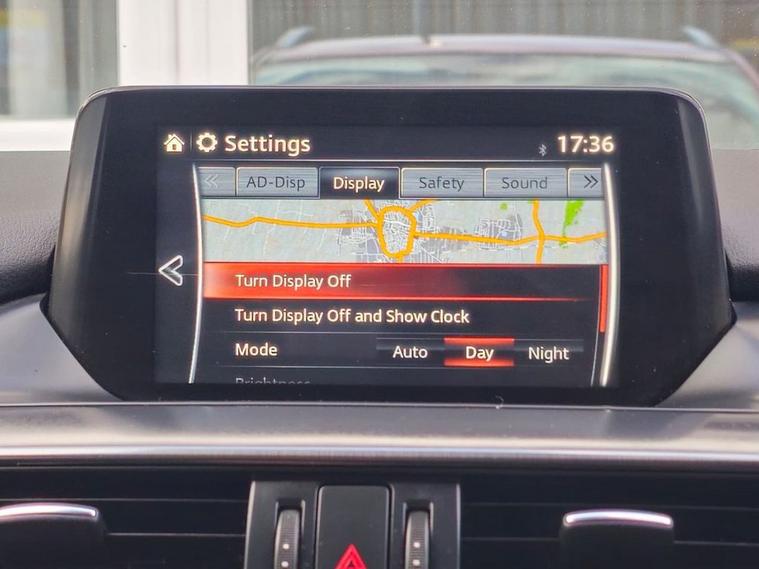 Settings 17:36
AD-Disp Display Safety Sound
Turn Display Off
Turn Display Off and Show Clock
Mode Auto Day Night
Brightness